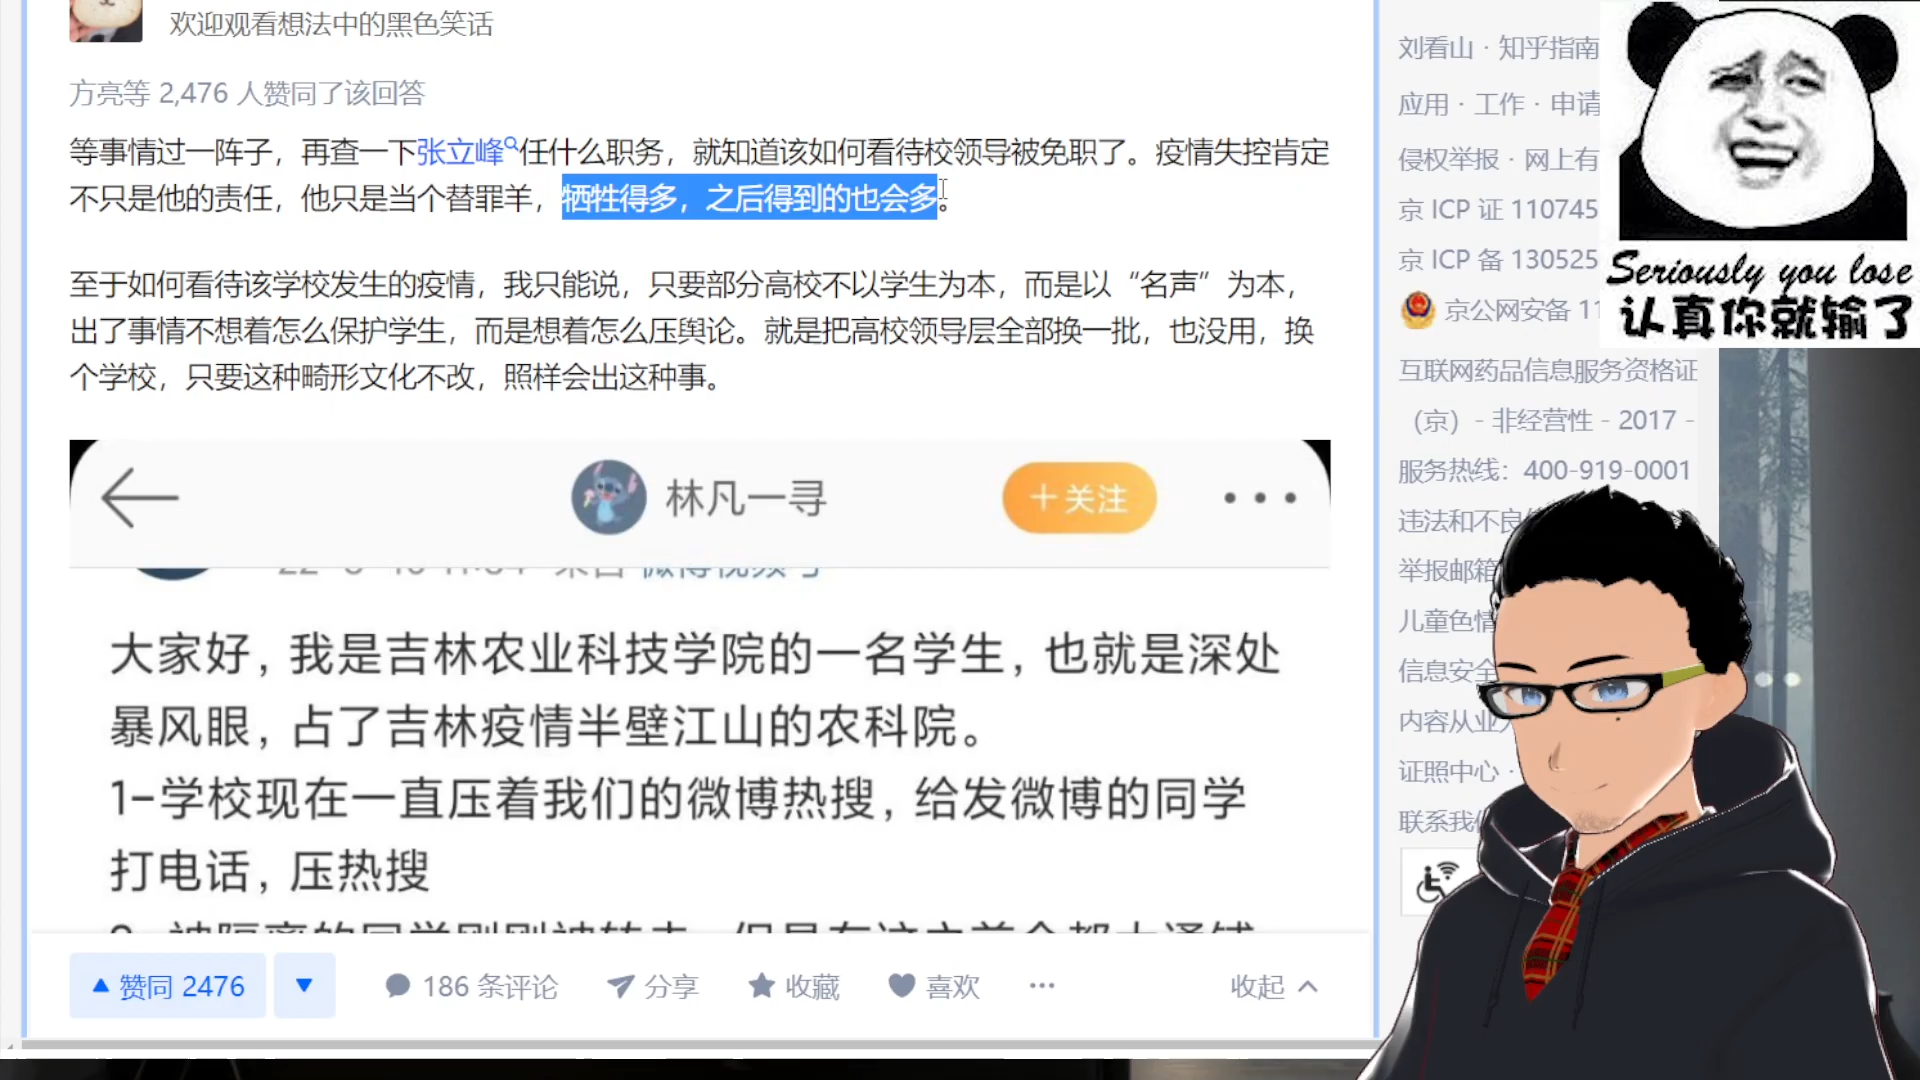 欢迎观看想法中的黑色笑话
方亮等 2,476 人赞同了该回答
等事情过一阵子，再查一下张立峰任什么职务，就知道该如何看待校领导被免职了。疫情失控肯定
不只是他的责任，他只是当个替罪羊，牺牲得多，之后得到的也会多。
至于如何看待该学校发生的疫情，我只能说，只要部分高校不以学生为本，而是以“名声”为本，
出了事情不想着怎么保护学生，而是想着怎么压舆论。就是把高校领导层全部换一批，也没用，换
个学校，只要这种畸形文化不改，照样会出这种事。
林凡一寻
+关注
大家好，我是吉林农业科技学院的一名学生，也就是深处
暴风眼，占了吉林疫情半壁江山的农科院。
1-学校现在一直压着我们的微博热搜，给发微博的同学
打电话，压热搜
赞同 2476
186 条评论
分享
收藏
喜欢
收起
刘看山 · 知乎指南
应用 · 工作 · 申请
侵权举报 · 网上有
京 ICP 证 110745
京 ICP 备 130525
京公网安备 11
互联网药品信息服务资格证
（京）- 非经营性 - 2017 -
服务热线：400-919-0001
违法和不良
举报邮箱
儿童色情
信息安全
内容从业
证照中心 ·
联系我们
Seriously you lose
认真你就输了